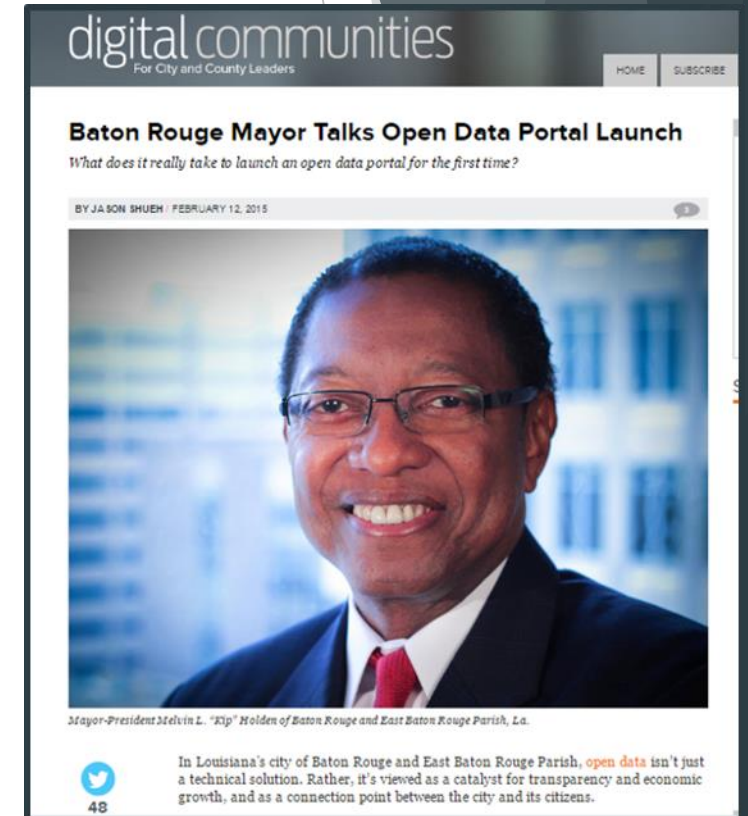 digital communities
For City and County Leaders
HOME
SUBSCRIBE
Baton Rouge Mayor Talks Open Data Portal Launch
What does it really take to launch an open data portal for the first time?
BY JASON SHUEH / FEBRUARY 12, 2015
Mayor-President Melvin L. "Kip" Holden of Baton Rouge and East Baton Rouge Parish, La.
In Louisiana's city of Baton Rouge and East Baton Rouge Parish, open data isn't just
a technical solution. Rather, it's viewed as a catalyst for transparency and economic
growth, and as a connection point between the city and its citizens.
48